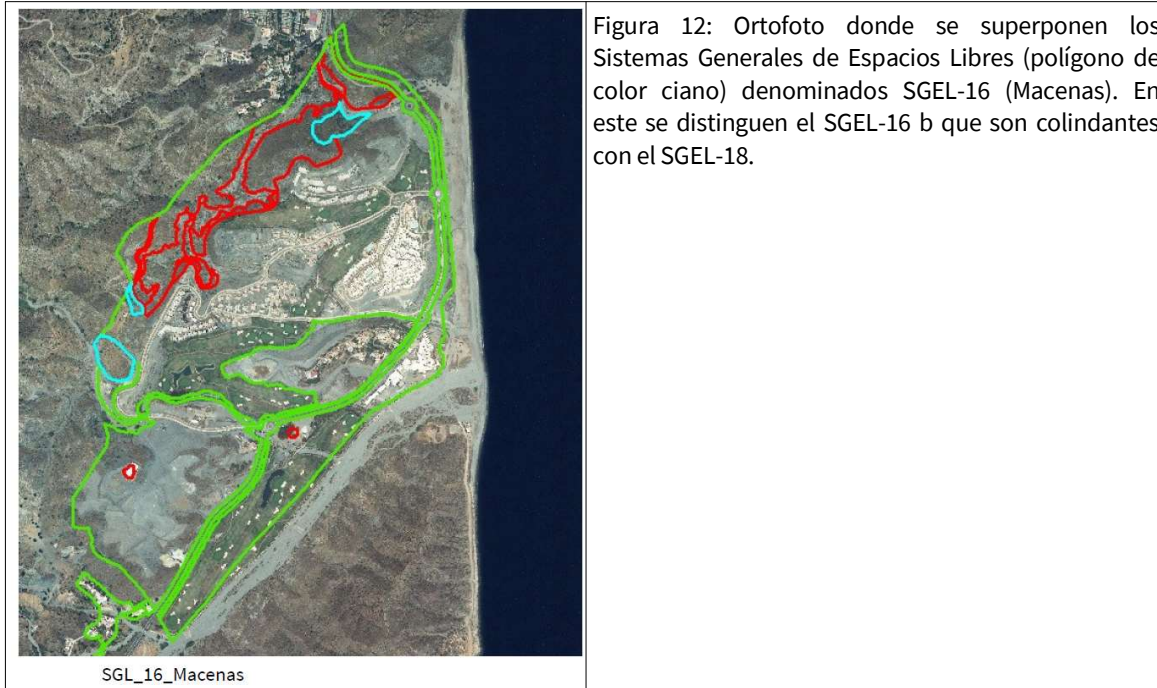 Figura 12: Ortofoto donde se superponen los
Sistemas Generales de Espacios Libres (polígono de
color ciano) denominados SGEL-16 (Macenas). En
este se distinguen el SGEL-16 b que son colindantes
con el SGEL-18.
SGL_16_Macenas